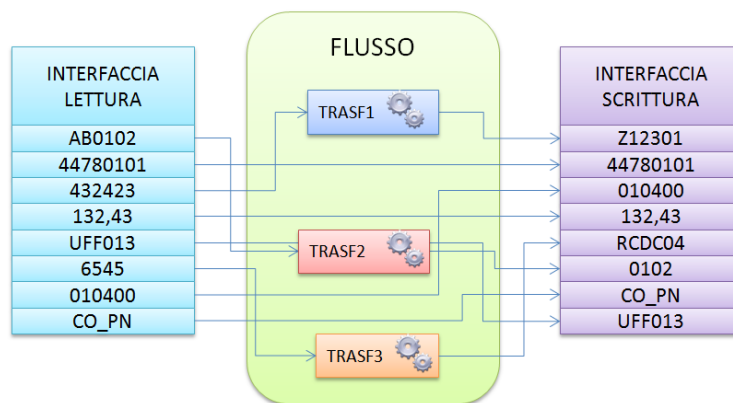 INTERFACCIA
LETTURA
AB0102
44780101
432423
132,43
UFF013
6545
010400
CO_PN
FLUSSO
TRASF1
TRASF2
TRASF3
INTERFACCIA
SCRITTURA
Z12301
44780101
010400
132,43
RCDC04
0102
CO_PN
UFF013